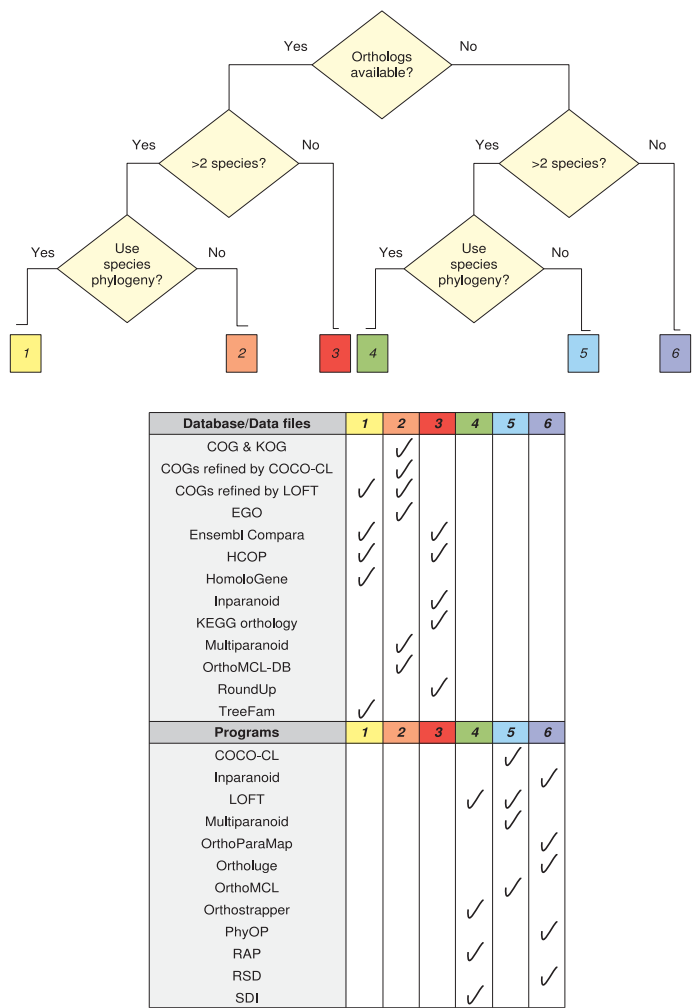 Orthologs available?
Yes
No
>2 species?
Yes
No
>2 species?
Yes
No
Use species phylogeny?
Yes
No
Use species phylogeny?
Yes
No
1
2
3
4
5
6
Database/Data files 1 2 3 4 5 6
COG & KOG ✓
COGs refined by COCO-CL ✓
COGs refined by LOFT ✓ ✓
EGO ✓
Ensembl Compara ✓ ✓
HCOP ✓ ✓
HomoloGene ✓
Inparanoid ✓
KEGG orthology ✓
Multiparanoid ✓
OrthoMCL-DB ✓
RoundUp ✓
TreeFam ✓
Programs 1 2 3 4 5 6
COCO-CL ✓
Inparanoid ✓
LOFT ✓ ✓
Multiparanoid ✓
OrthoParaMap ✓
Ortholuge ✓
OrthoMCL ✓
Orthostrapper ✓
PhyOP ✓
RAP ✓
RSD ✓
SDI ✓